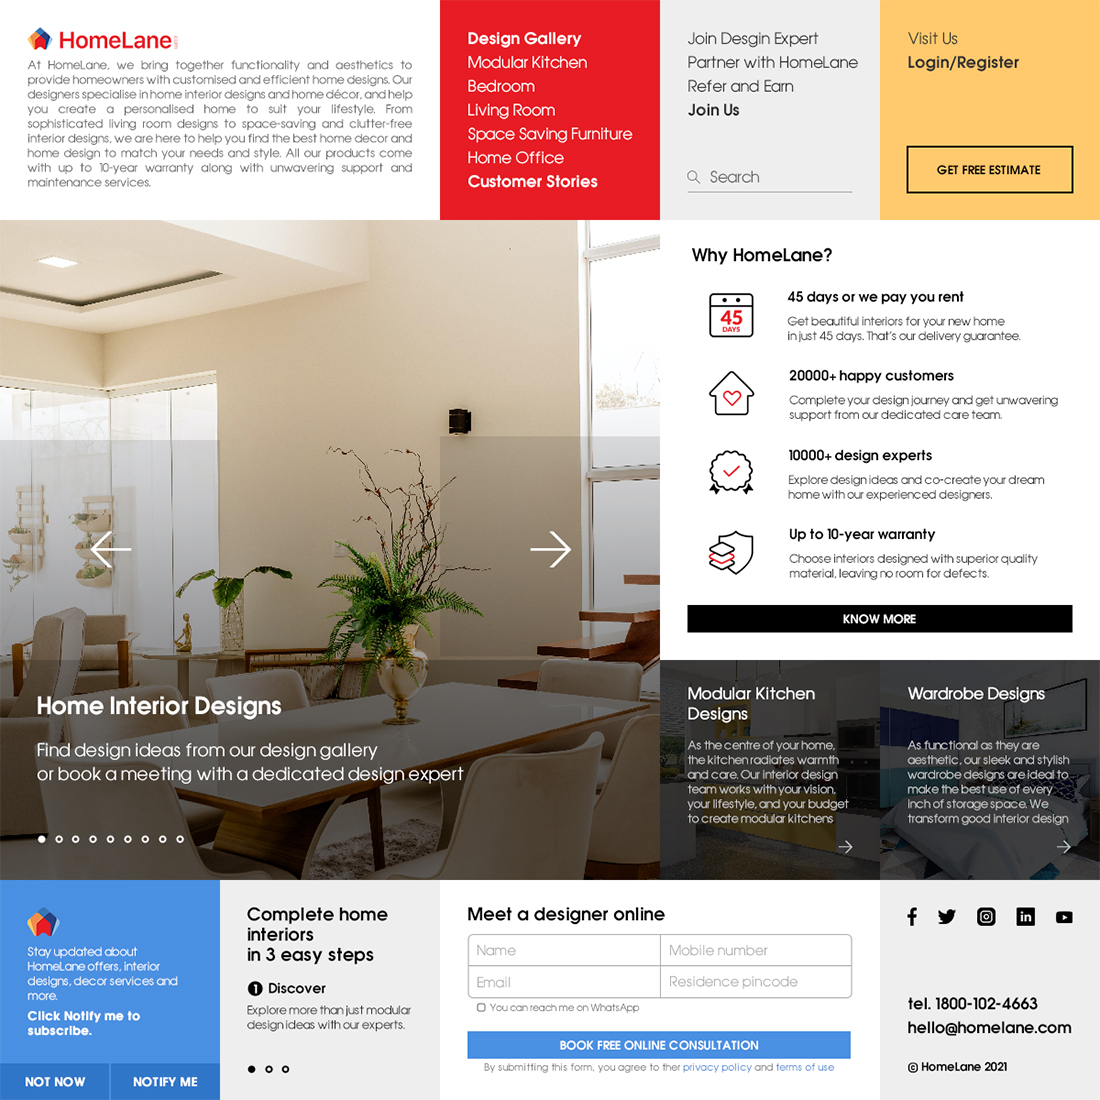 HomeLane
At HomeLane, we bring together functionality and aesthetics to
provide homeowners with customised and efficient home designs. Our
designers specialise in home interior designs and home décor, and help
you create a personalised home to suit your lifestyle. From
sophisticated living room designs to space-saving and clutter-free
interior designs, we are here to help you find the best home decor and
home design to match your needs and style. All our products come
with up to 10-year warranty along with unwavering support and
maintenance services.
Design Gallery
Modular Kitchen
Bedroom
Living Room
Space Saving Furniture
Home Office
Customer Stories
Join Desgin Expert
Partner with HomeLane
Refer and Earn
Join Us
Search
Visit Us
Login/Register
GET FREE ESTIMATE
Home Interior Designs
Find design ideas from our design gallery
or book a meeting with a dedicated design expert
Why HomeLane?
45 DAYS
45 days or we pay you rent
Get beautiful interiors for your new home
in just 45 days. That's our delivery guarantee.
20000+ happy customers
Complete your design journey and get unwavering
support from our dedicated care team.
10000+ design experts
Explore design ideas and co-create your dream
home with our experienced designers.
Up to 10-year warranty
Choose interiors designed with superior quality
material, leaving no room for defects.
KNOW MORE
Modular Kitchen
Designs
As the centre of your home,
the kitchen radiates warmth
and care. Our interior design
team works with your vision,
your lifestyle, and your budget
to create modular kitchens
Wardrobe Designs
As functional as they are
aesthetic, our sleek and stylish
wardrobe designs are ideal to
make the best use of every
inch of storage space. We
transform good interior design
Stay updated about
HomeLane offers, interior
designs, decor services and
more.
Click Notify me to
subscribe.
NOT NOW
NOTIFY ME
Complete home
interiors
in 3 easy steps
1 Discover
Explore more than just modular
design ideas with our experts.
Meet a designer online
Name
Mobile number
Email
Residence pincode
You can reach me on WhatsApp
BOOK FREE ONLINE CONSULTATION
By submitting this form, you agree to ther privacy policy and terms of use
tel. 1800-102-4663
hello@homelane.com
© HomeLane 2021